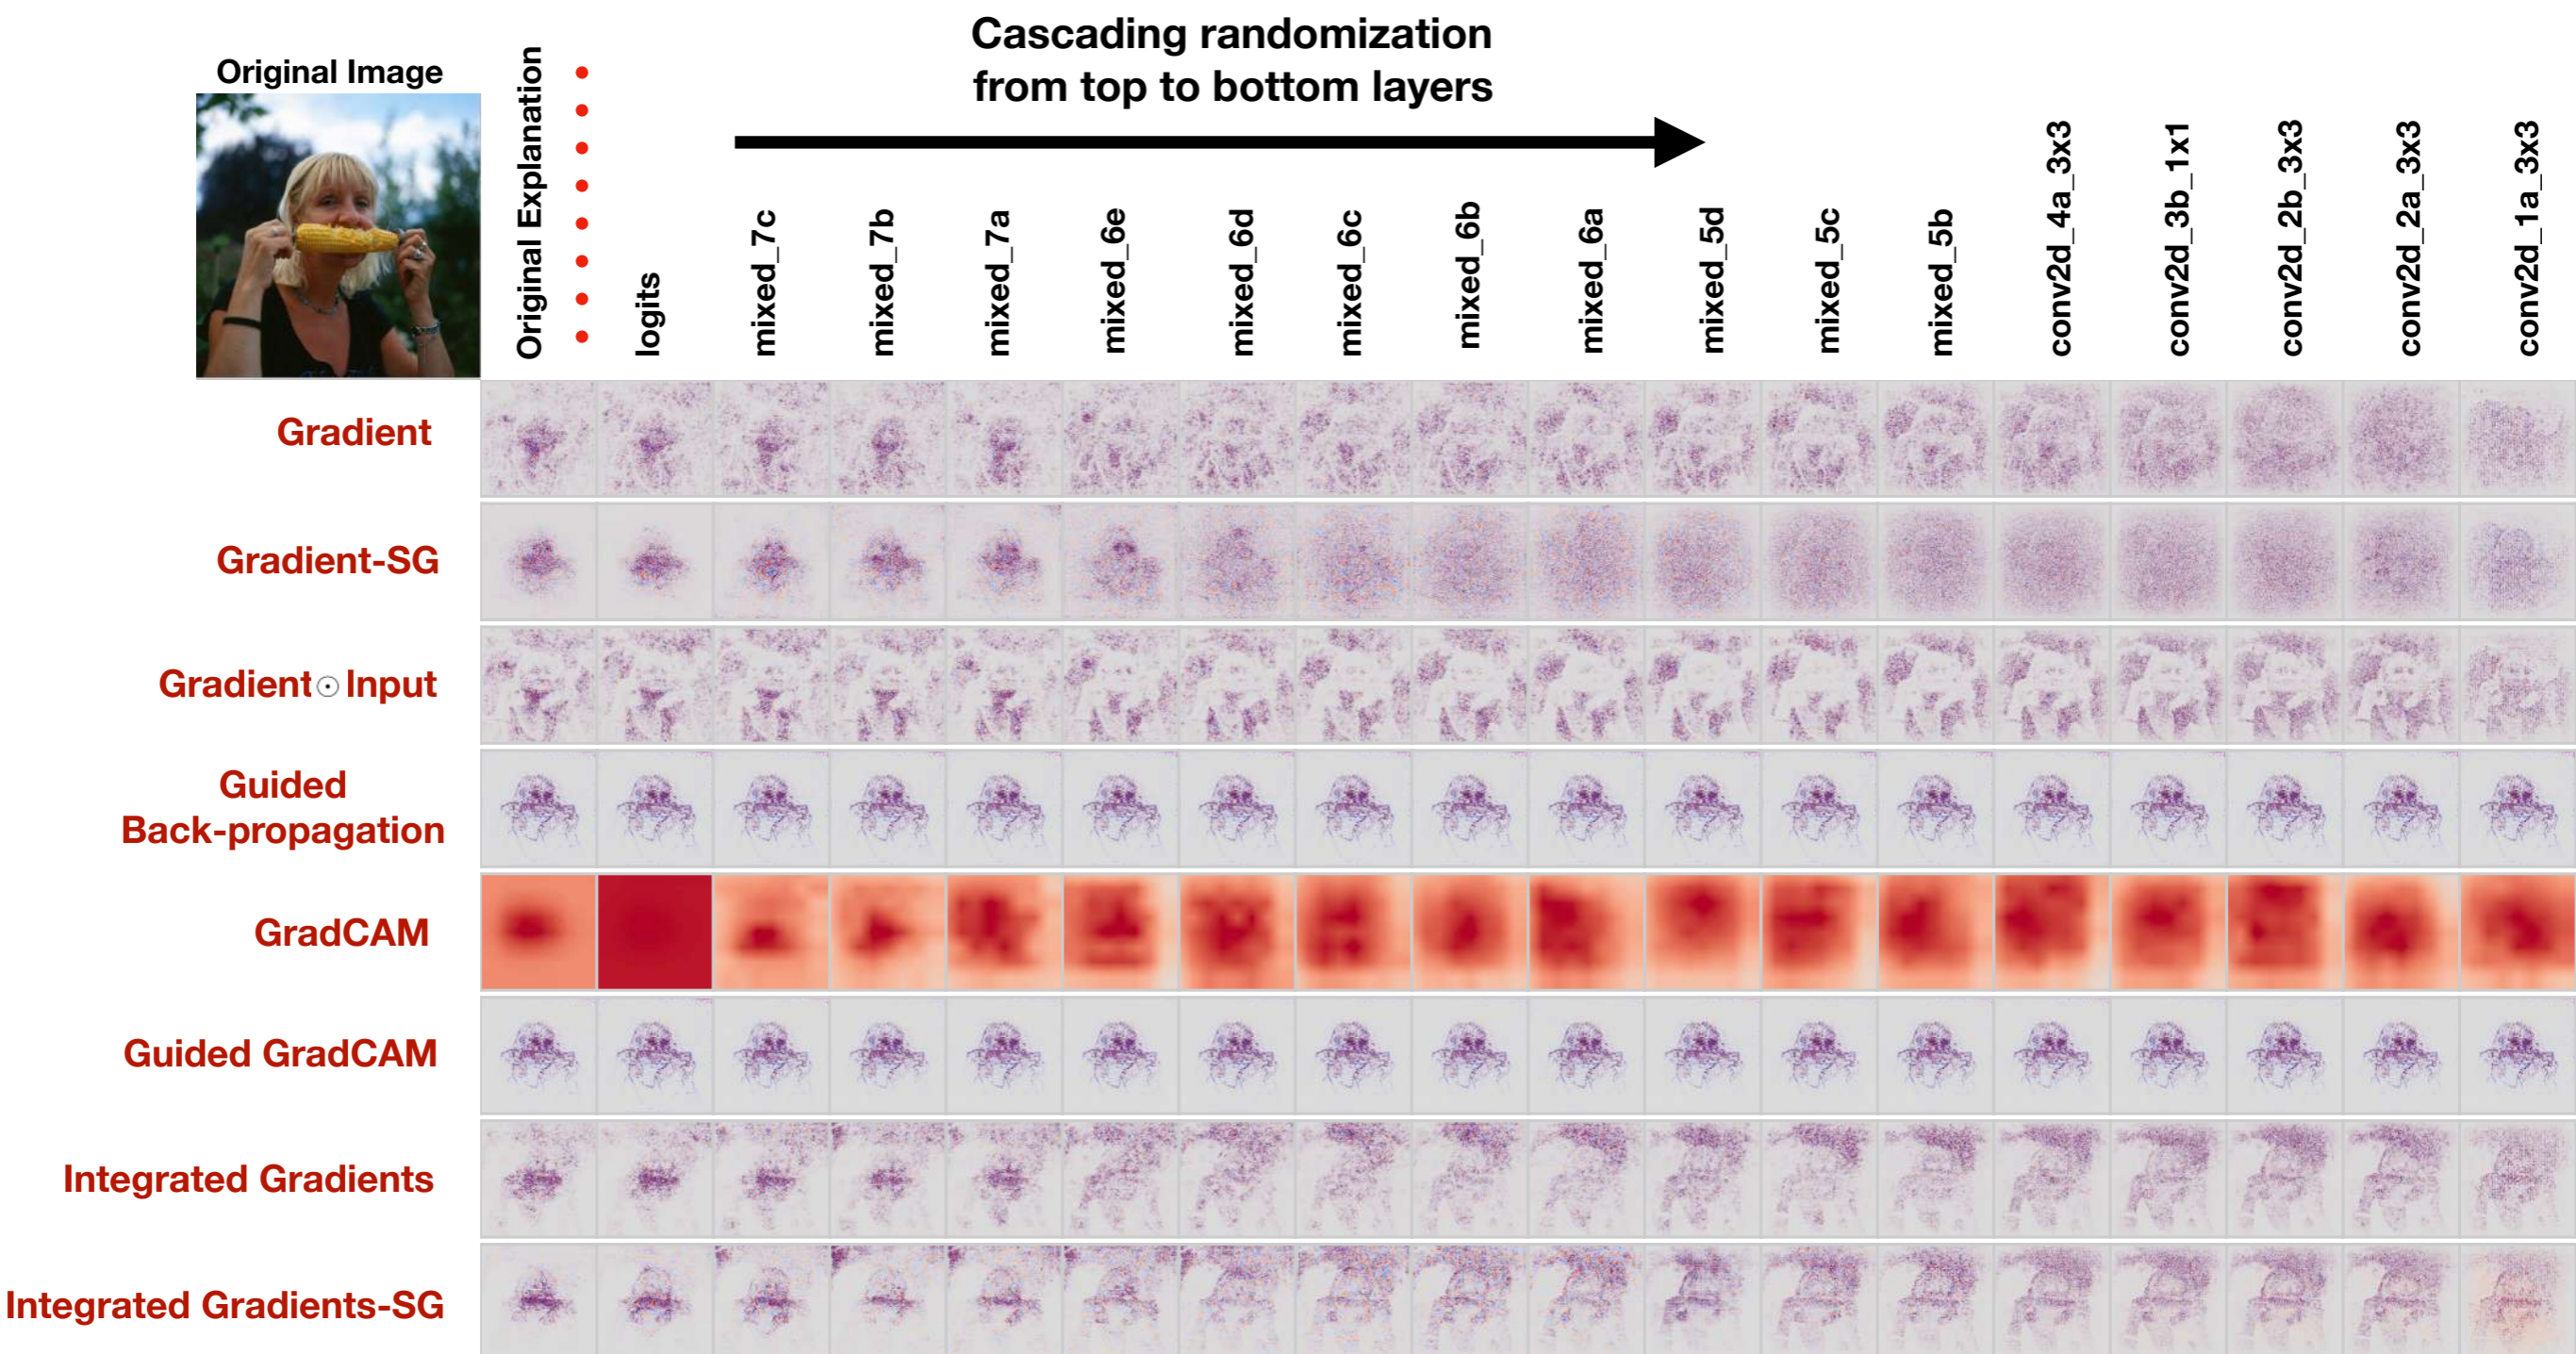 Cascading randomization
from top to bottom layers
Original Image
Original Explanation
logits
mixed_7c
mixed_7b
mixed_7a
mixed_6e
mixed_6d
mixed_6c
mixed_6b
mixed_6a
mixed_5d
mixed_5c
mixed_5b
conv2d_4a_3x3
conv2d_3b_1x1
conv2d_2b_3x3
conv2d_2a_3x3
conv2d_1a_3x3
Gradient
Gradient-SG
Gradient⊙Input
Guided
Back-propagation
GradCAM
Guided GradCAM
Integrated Gradients
Integrated Gradients-SG